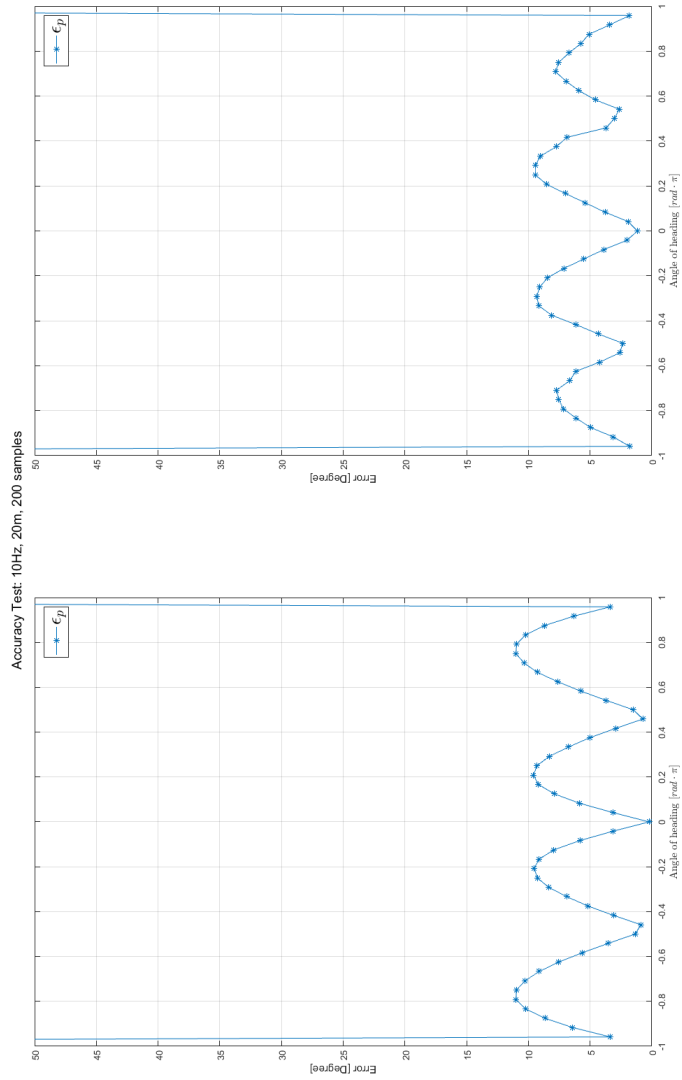 Accuracy Test: 10Hz, 20m, 200 samples
ϵp
50
45
40
35
30
25
20
15
10
5
0
Error [Degree]
-1 -0.8 -0.6 -0.4 -0.2 0 0.2 0.4 0.6 0.8 1
Angle of heading [rad · π]
ϵp
50
45
40
35
30
25
20
15
10
5
0
Error [Degree]
-1 -0.8 -0.6 -0.4 -0.2 0 0.2 0.4 0.6 0.8 1
Angle of heading [rad · π]